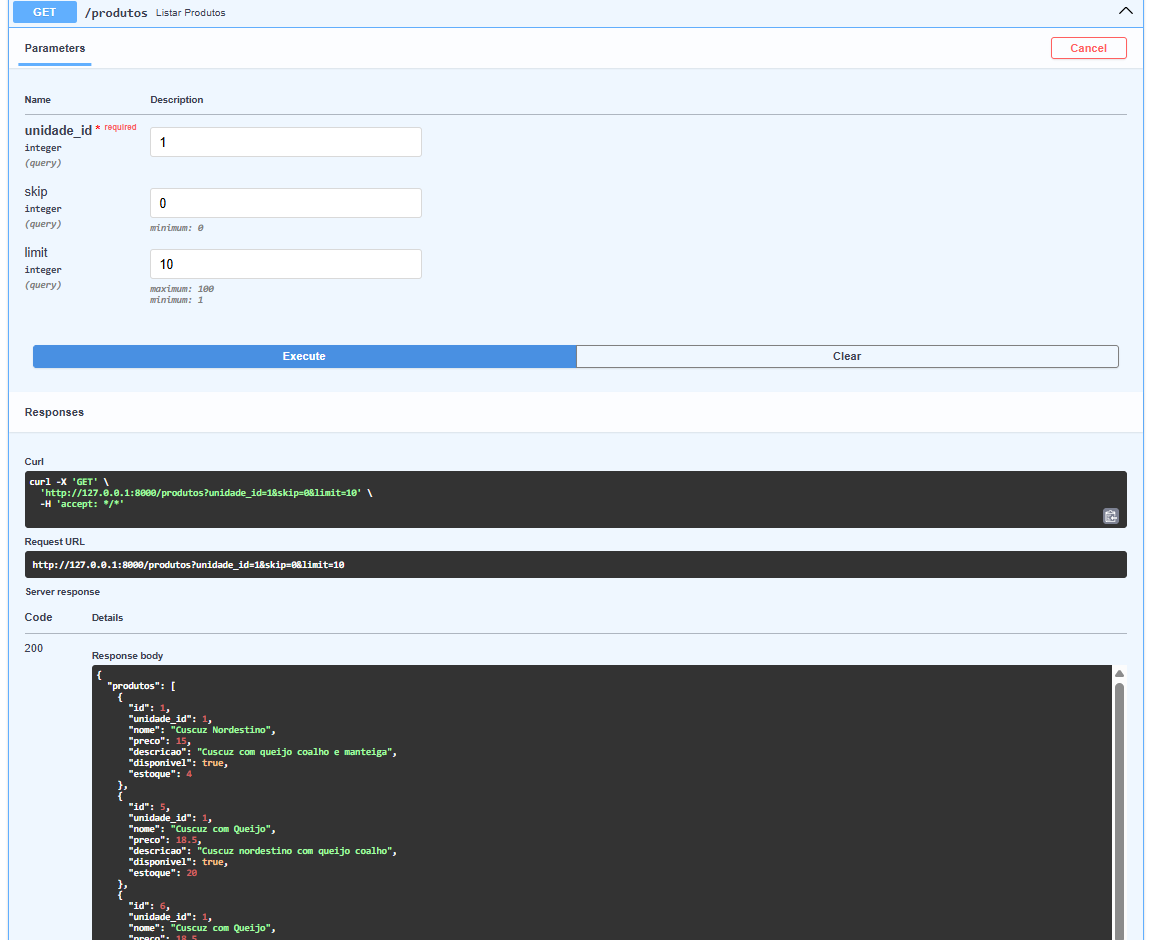 GET /produtos Listar Produtos
Parameters
Cancel
Name Description
unidade_id * required
integer
(query)
1
skip
integer
(query)
0
minimum: 0
limit
integer
(query)
10
maximum: 100
minimum: 1
Execute Clear
Responses
Curl
curl -X 'GET' \
'http://127.0.0.1:8000/produtos?unidade_id=1&skip=0&limit=10' \
-H 'accept: */*'
Request URL
http://127.0.0.1:8000/produtos?unidade_id=1&skip=0&limit=10
Server response
Code Details
200
Response body
{
"produtos": [
{
"id": 1,
"unidade_id": 1,
"nome": "Cuscuz Nordestino",
"preco": 15,
"descricao": "Cuscuz com queijo coalho e manteiga",
"disponivel": true,
"estoque": 4
},
{
"id": 5,
"unidade_id": 1,
"nome": "Cuscuz com Queijo",
"preco": 18.5,
"descricao": "Cuscuz nordestino com queijo coalho",
"disponivel": true,
"estoque": 20
},
{
"id": 6,
"unidade_id": 1,
"nome": "Cuscuz com Queijo",
"preco": 18.5